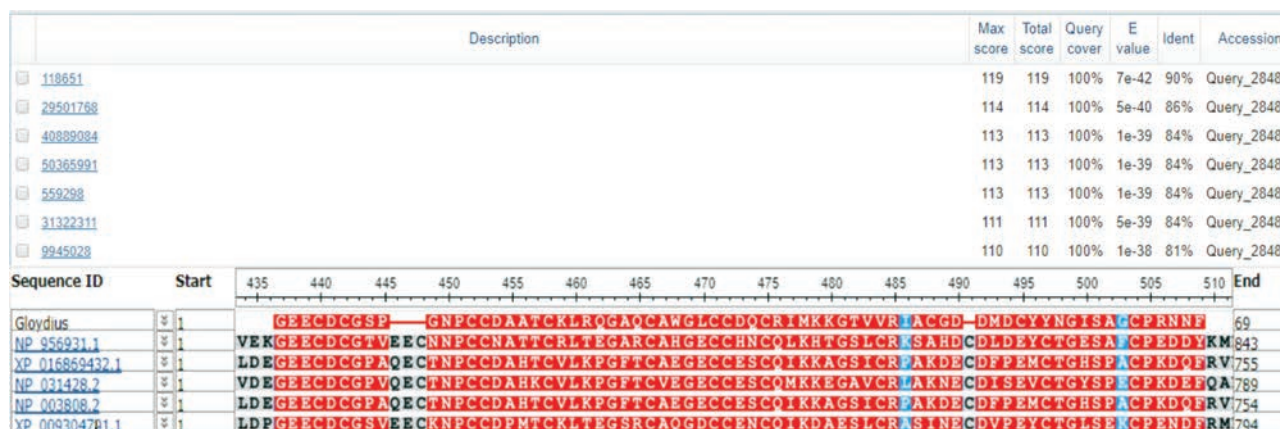 Description Max score Total score Query cover E value Ident Accession
118651 119 119 100% 7e-42 90% Query_2848
29501768 114 114 100% 5e-40 86% Query_2848
40889084 113 113 100% 1e-39 84% Query_2848
50365991 113 113 100% 1e-39 84% Query_2848
559298 113 113 100% 1e-39 84% Query_2848
31322311 111 111 100% 5e-39 84% Query_2848
9945028 110 110 100% 1e-38 81% Query_2848
Sequence ID Start 435 440 445 450 455 460 465 470 475 480 485 490 495 500 505 510 End
Gloydius 1 GEECDCGSP—GNPCCDAATCKLRQGAQCAWGLCCDQCRIMKKGTVVRIACGD–DMDCYYNGISAGCPRNNF 69
NP_956931.1 1 VEKGEECDCGTVEECNNPCCNATTCRLTEGARCAHGECCHNCQLKHTGSLCRKSAHDCDLDEYCTGESAFCPEDDYKM 843
XP_016869432.1 1 LDEGEECDCGPAQECTNPCCDAHTCVLKPGFTCAEGECCESCQIKKAGSICRPAKDECDFPEMCTGHSPACPKDQFRV 755
NP_031428.2 1 VDEGEECDCGPVQECTNPCCDAHKCVLKPGFTCVEGECCESCQMKKEGAVCRLAKNECDISEVCTGYSPECPKDEFQA 789
NP_003808.2 1 LDEGEECDCGPAQECTNPCCDAHTCVLKPGFTCAEGECCESCQIKKAGSICRPAKDECDFPEMCTGHSPACPKDQFRV 754
XP_009304781.1 1 LDPGEECDCGSLVEECKNPCCDPMTCKLTEGSRCAQGDCCENCQIKDAESLCRASINECDVPEYCTGLSEKCPENDFRM 794